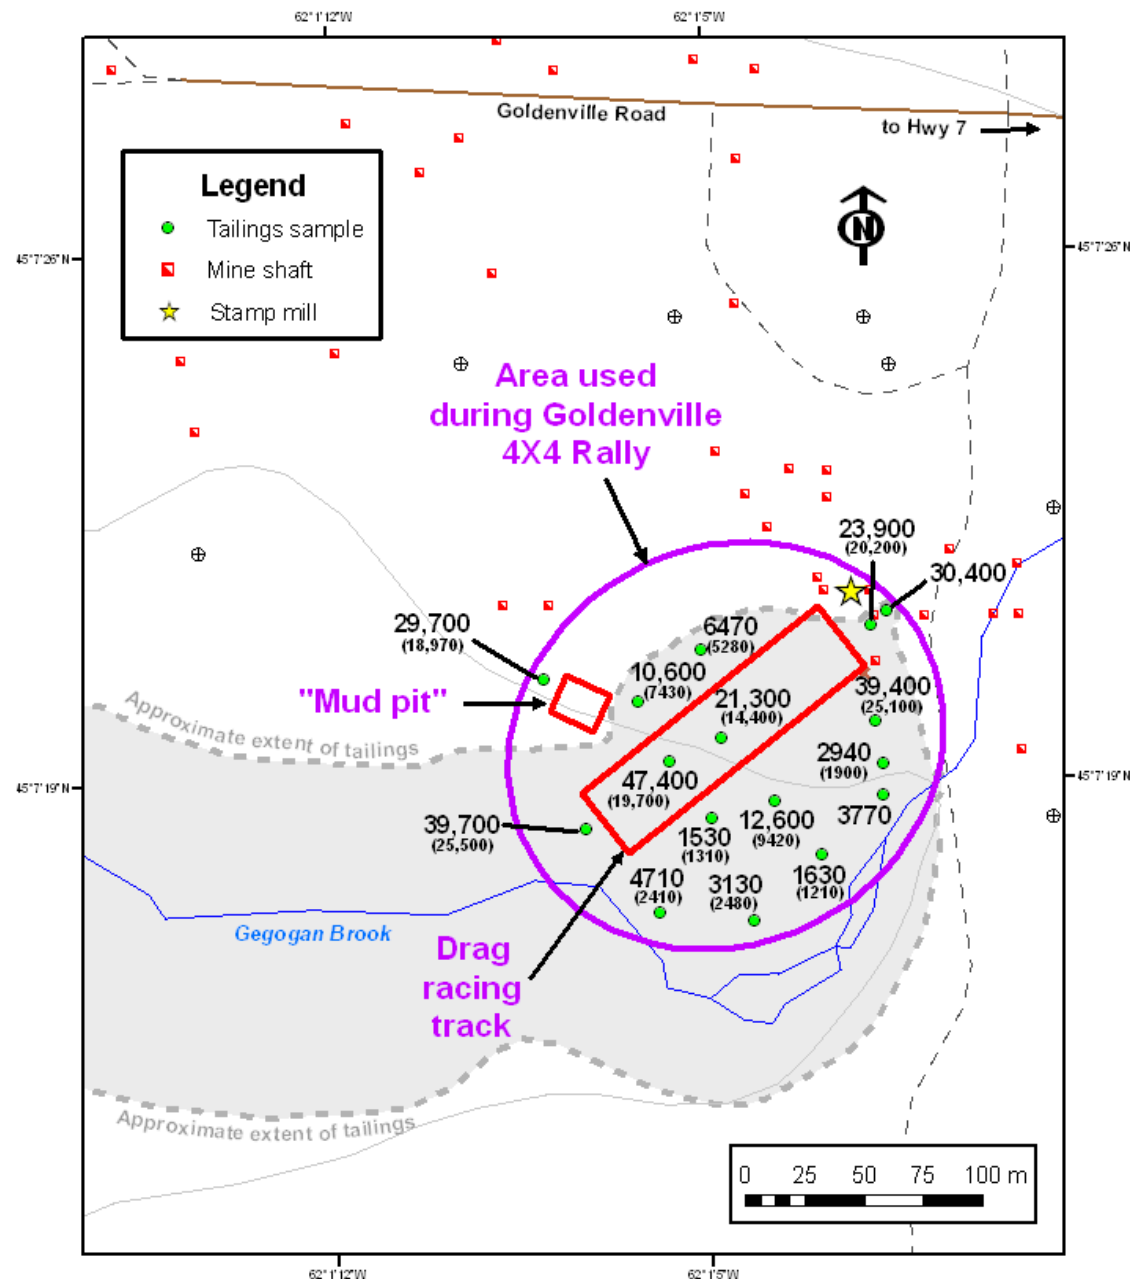 62°1'12"W
62°1'5"W
Goldenville Road
to Hwy 7
Legend
Tailings sample
Mine shaft
Stamp mill
N
45°7'26"N
45°7'26"N
Area used
during Goldenville
4X4 Rally
23,900
(20,200)
30,400
29,700
(18,970)
6470
(5280)
10,600
(7430)
39,400
(25,100)
21,300
(14,400)
"Mud pit"
Approximate extent of tailings
2940
(1900)
47,400
(19,700)
45°7'19"N
45°7'19"N
3770
39,700
(25,500)
1530
(1310)
12,600
(9420)
1630
(1210)
4710
(2410)
3130
(2480)
Gegogan Brook
Drag
racing
track
Approximate extent of tailings
0 25 50 75 100 m
62°1'12"W
62°1'5"W